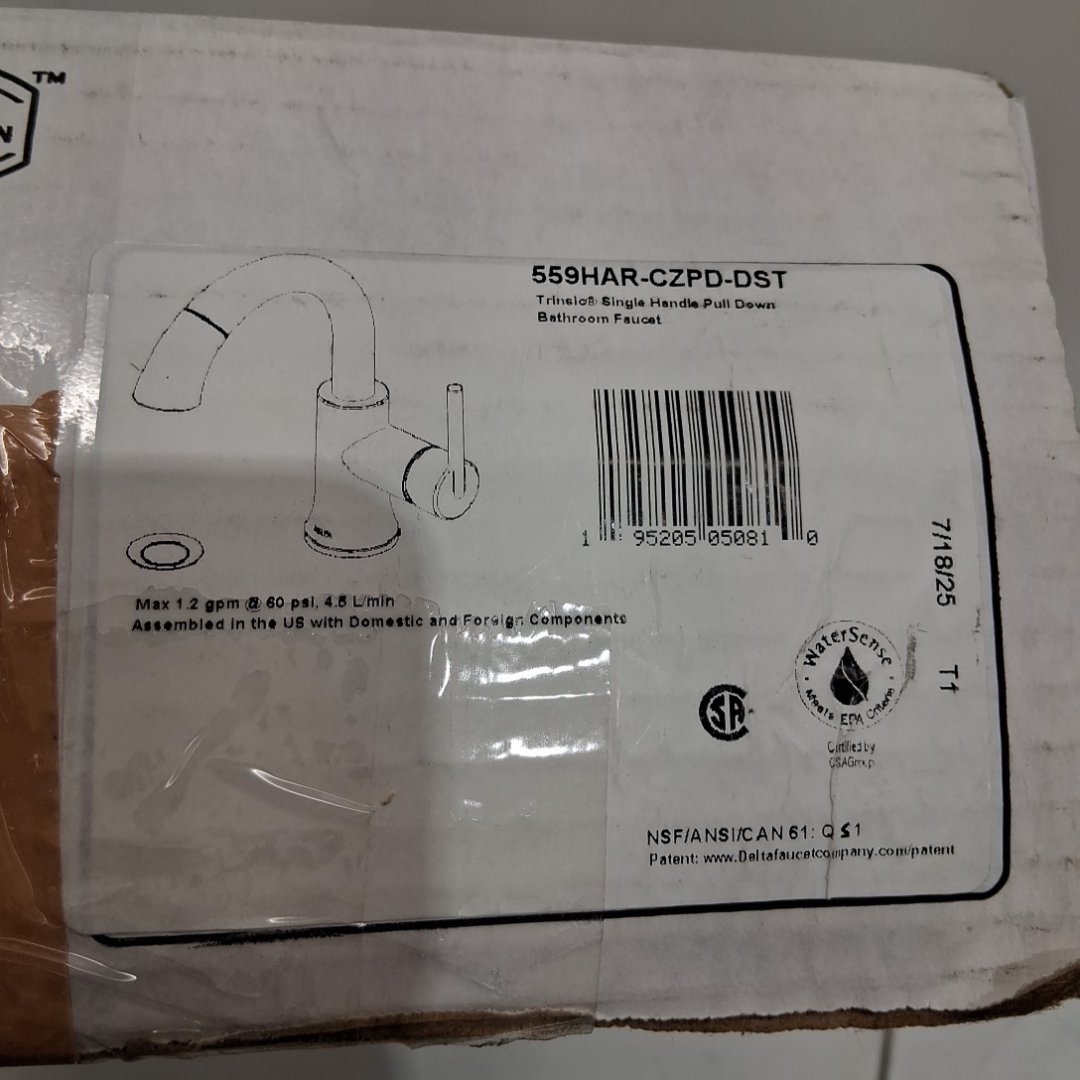 TM
N
559HAR-CZPD-DST
Trinsic® Single Handle Pull Down
Bathroom Faucet
1 95205 05081 0
7/18/25 T1
Max 1.2 gpm @ 60 psi, 4.5 L/min
Assembled in the US with Domestic and Foreign Components
WaterSense
Meets EPA Criteria
SA
Certified by
CSAGroup
NSF/ANSI/CAN 61: Q ≤ 1
Patent: www.Deltafaucetcompany.com/patent